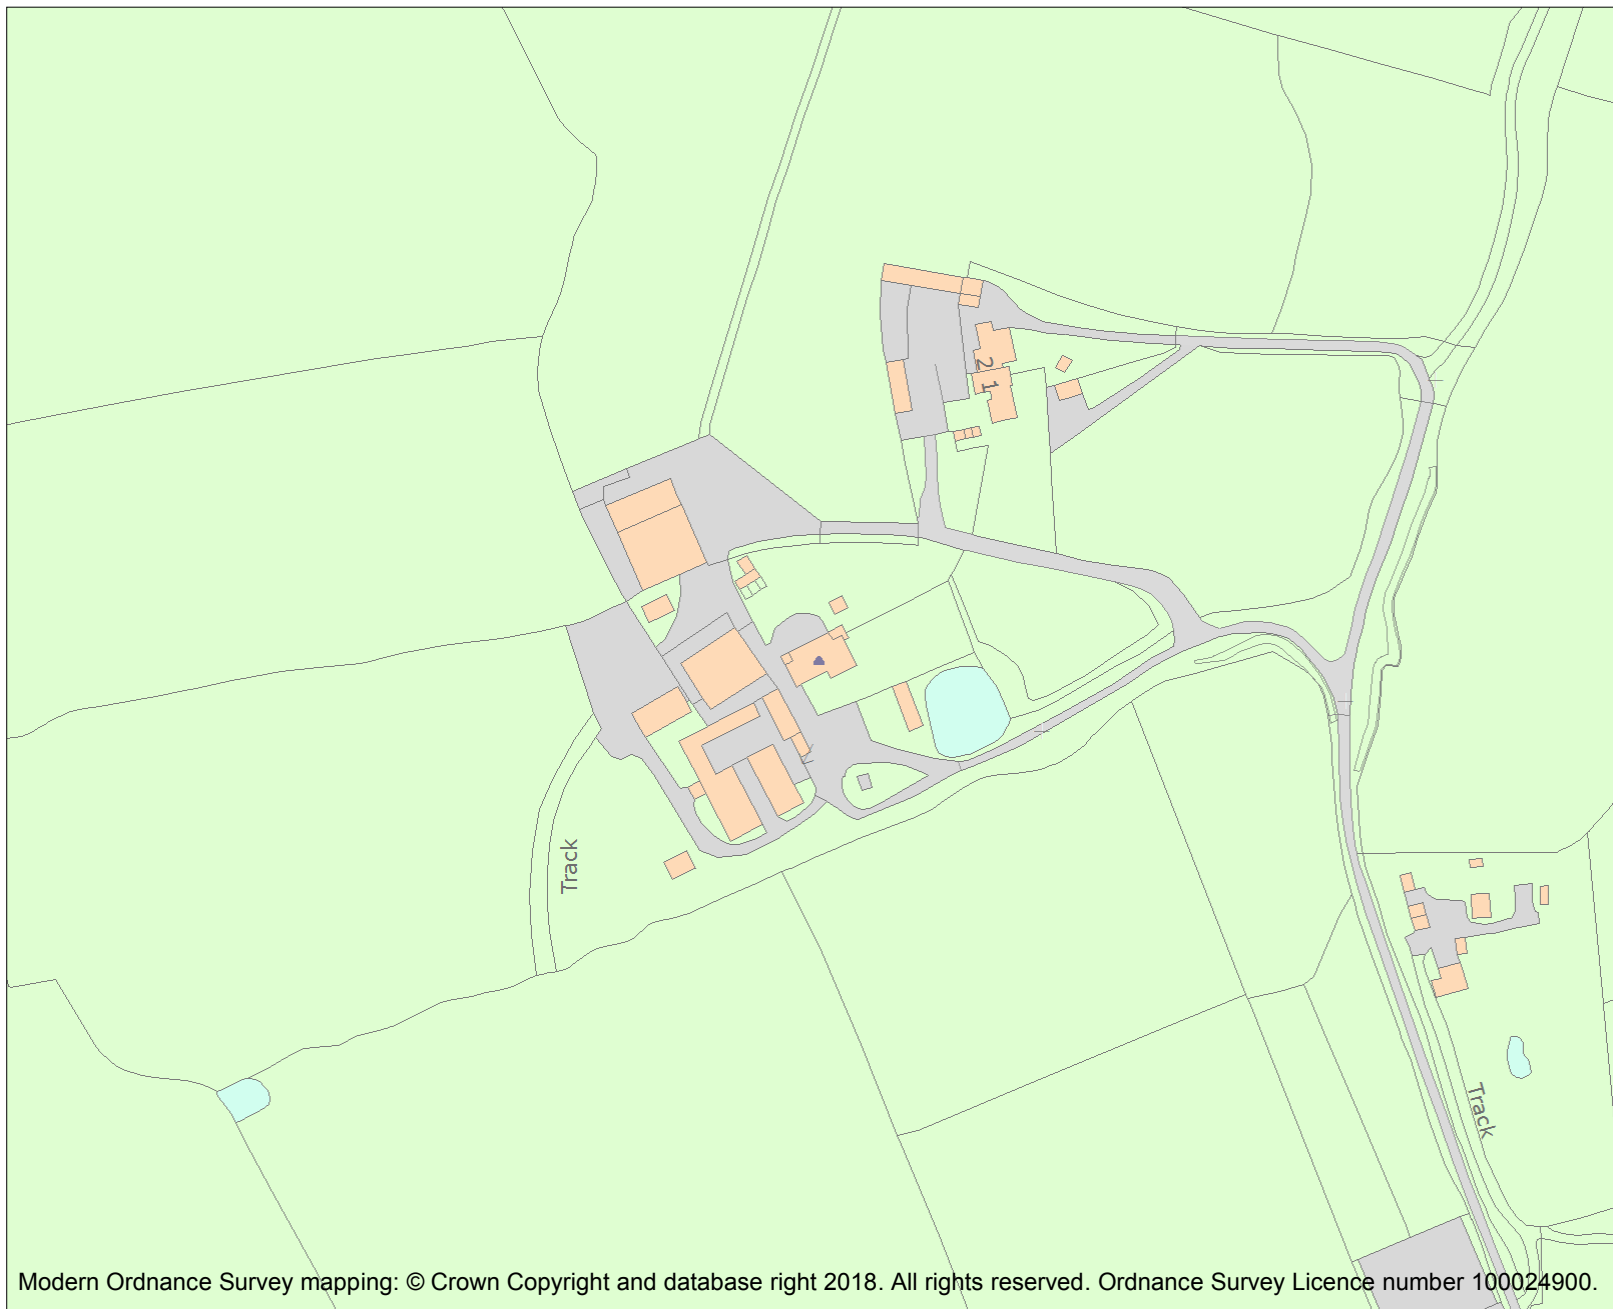 2
1
Track
Track
Modern Ordnance Survey mapping: © Crown Copyright and database right 2018. All rights reserved. Ordnance Survey Licence number 100024900.